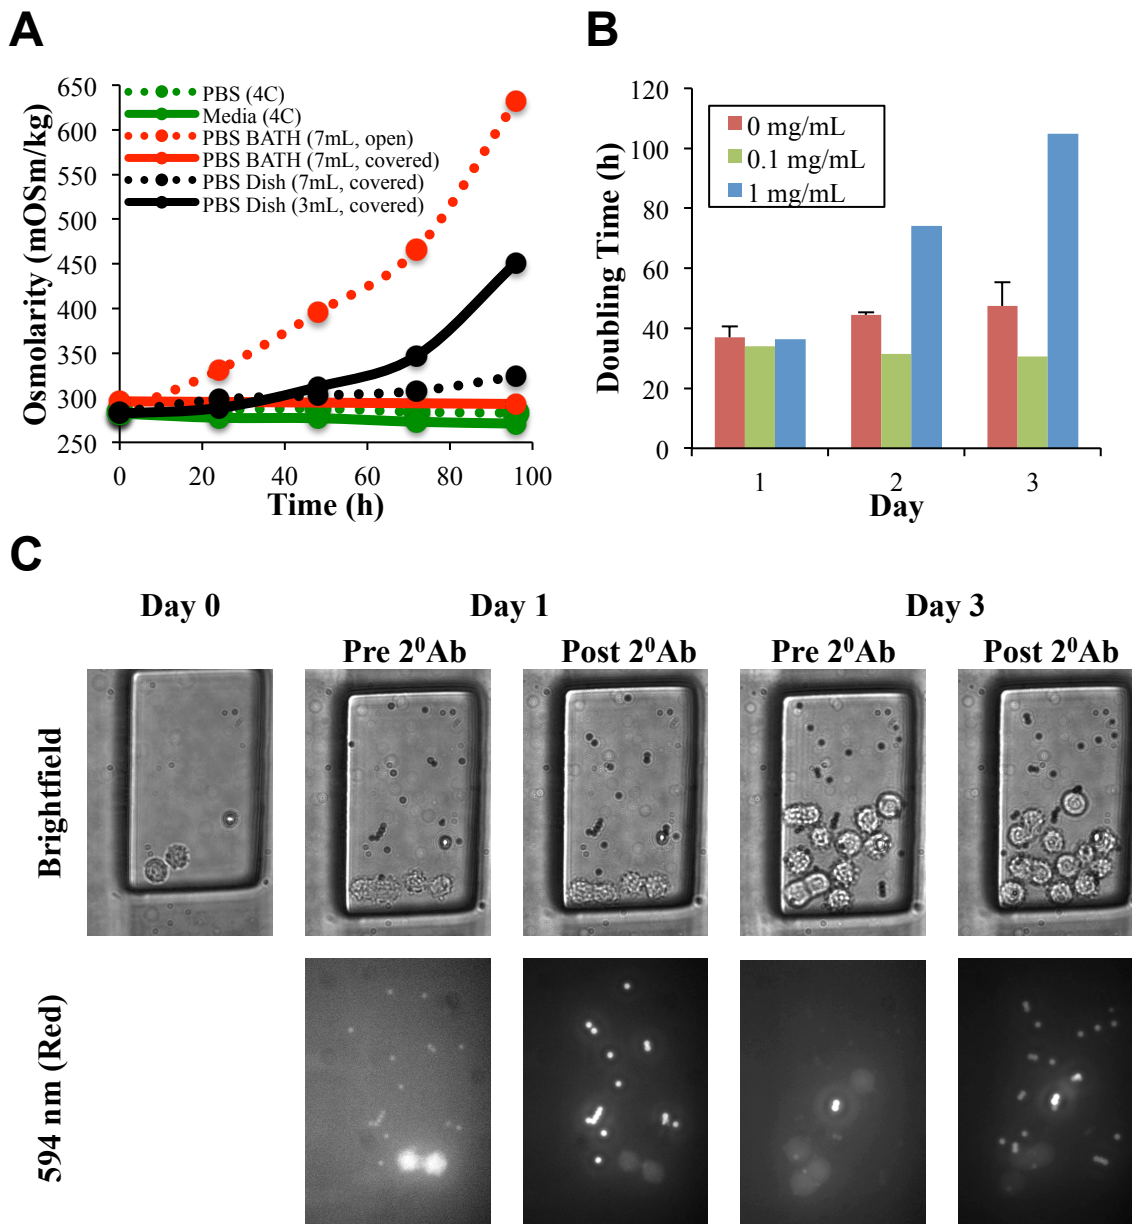 A
650
600
550
500
450
400
350
300
250
Osmolarity (mOSm/kg)
PBS (4C)
Media (4C)
PBS BATH (7mL, open)
PBS BATH (7mL, covered)
PBS Dish (7mL, covered)
PBS Dish (3mL, covered)
0 20 40 60 80 100
Time (h)
B
120
100
80
60
40
20
0
Doubling Time (h)
0 mg/mL
0.1 mg/mL
1 mg/mL
1 2 3
Day
C
Day 0 Day 1 Day 3
Pre 2⁰Ab Post 2⁰Ab Pre 2⁰Ab Post 2⁰Ab
Brightfield
594 nm (Red)